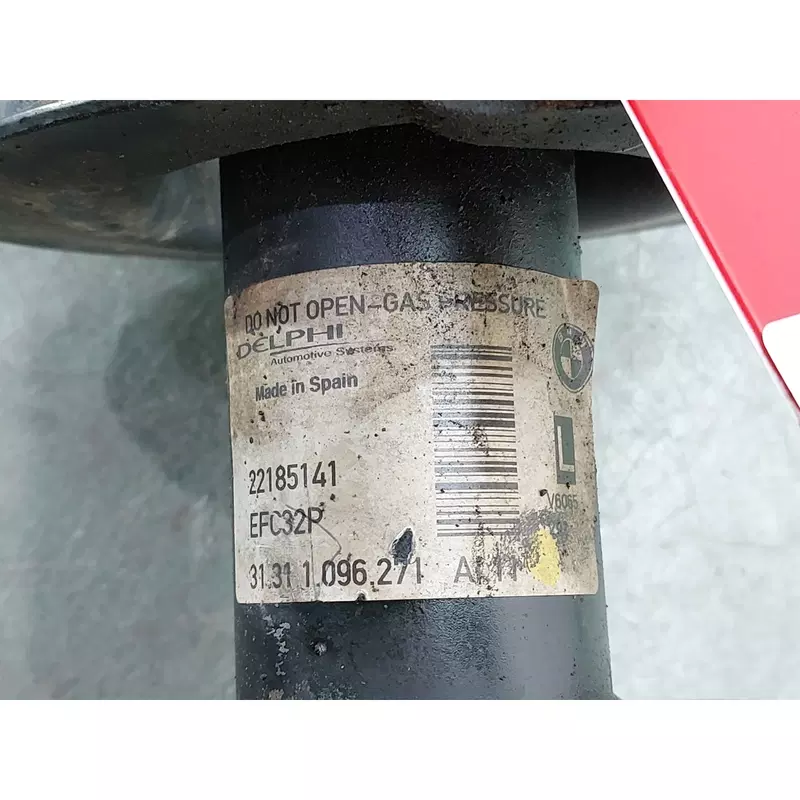 DO NOT OPEN-GAS PRESSURE
DELPHI
Automotive Systems
Made in Spain
L
22185141
V6065
EFC32P
31.31 1.096.271